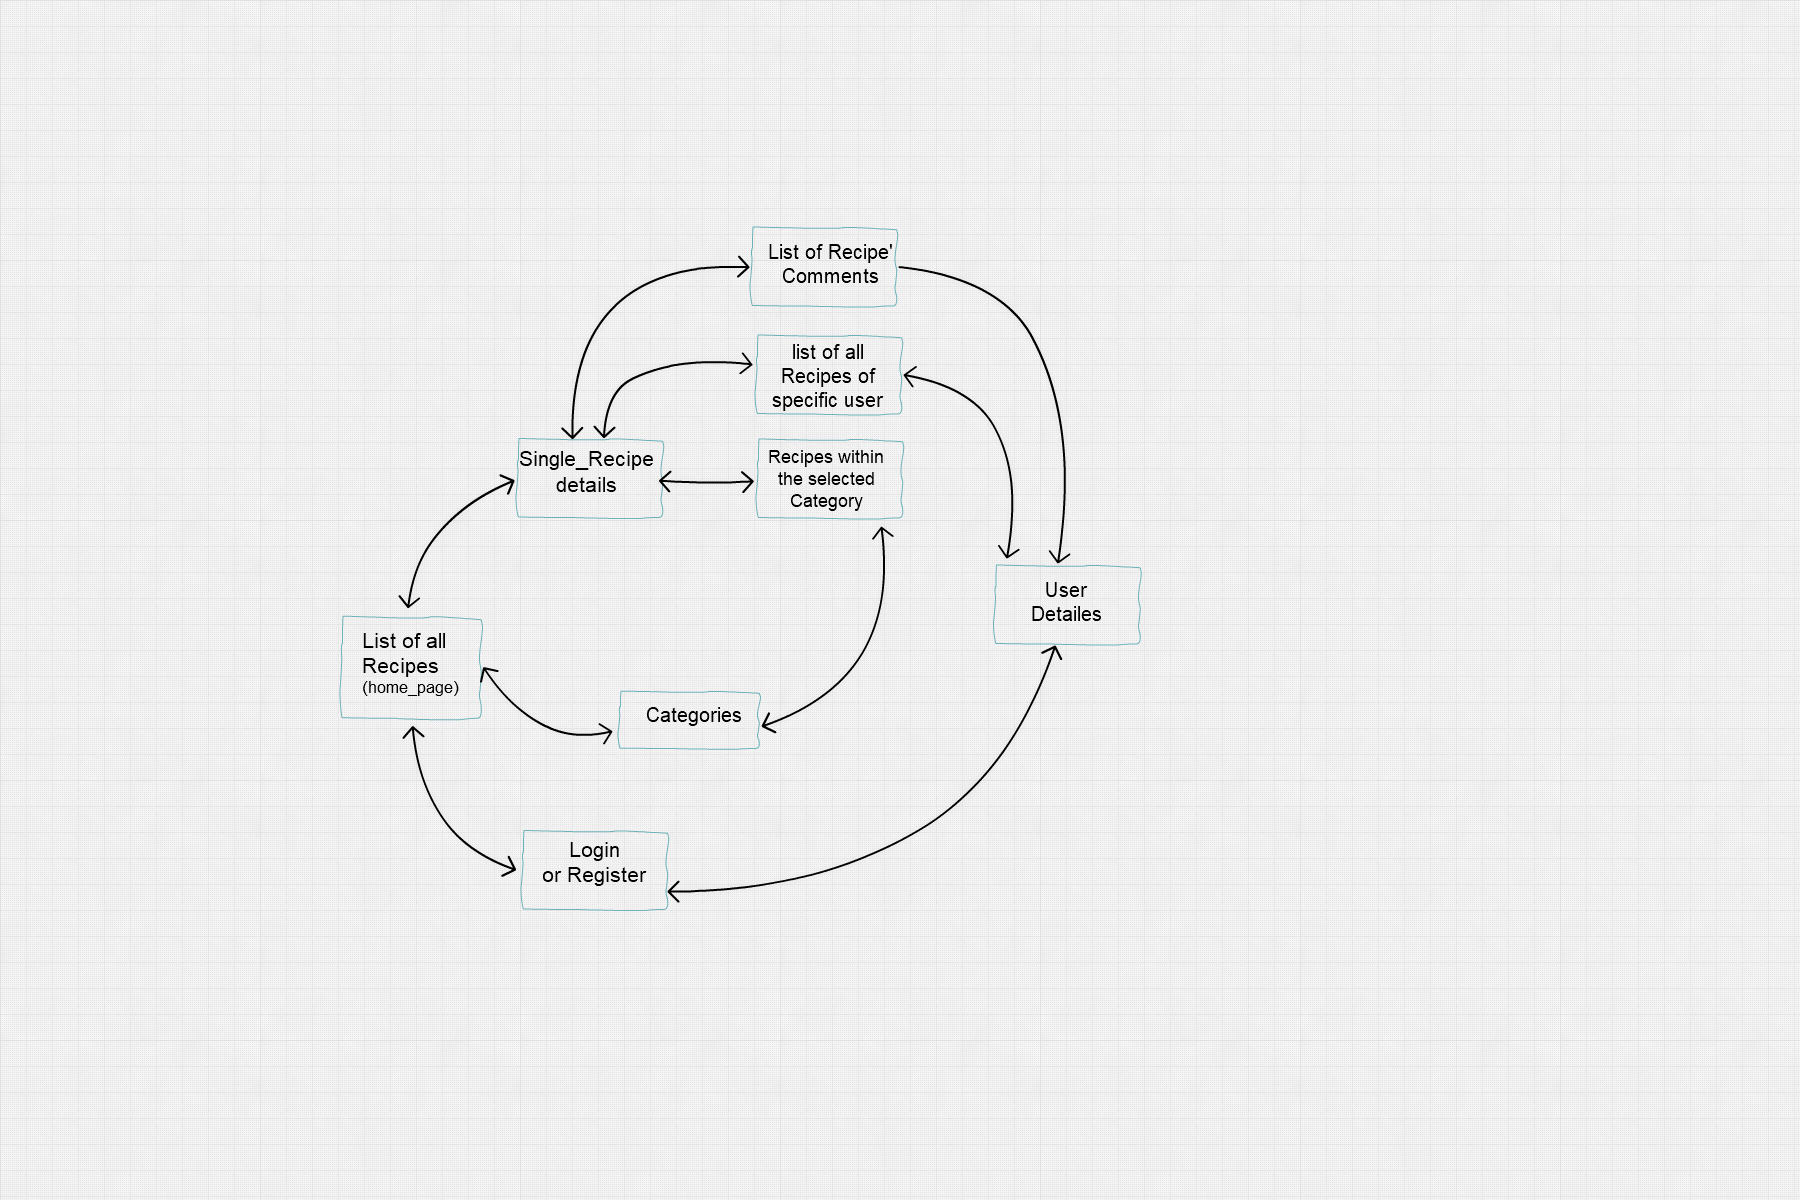 List of Recipe'
Comments
list of all
Recipes of
specific user
Single_Recipe
details
Recipes within
the selected
Category
User
Detailes
List of all
Recipes
(home_page)
Categories
Login
or Register